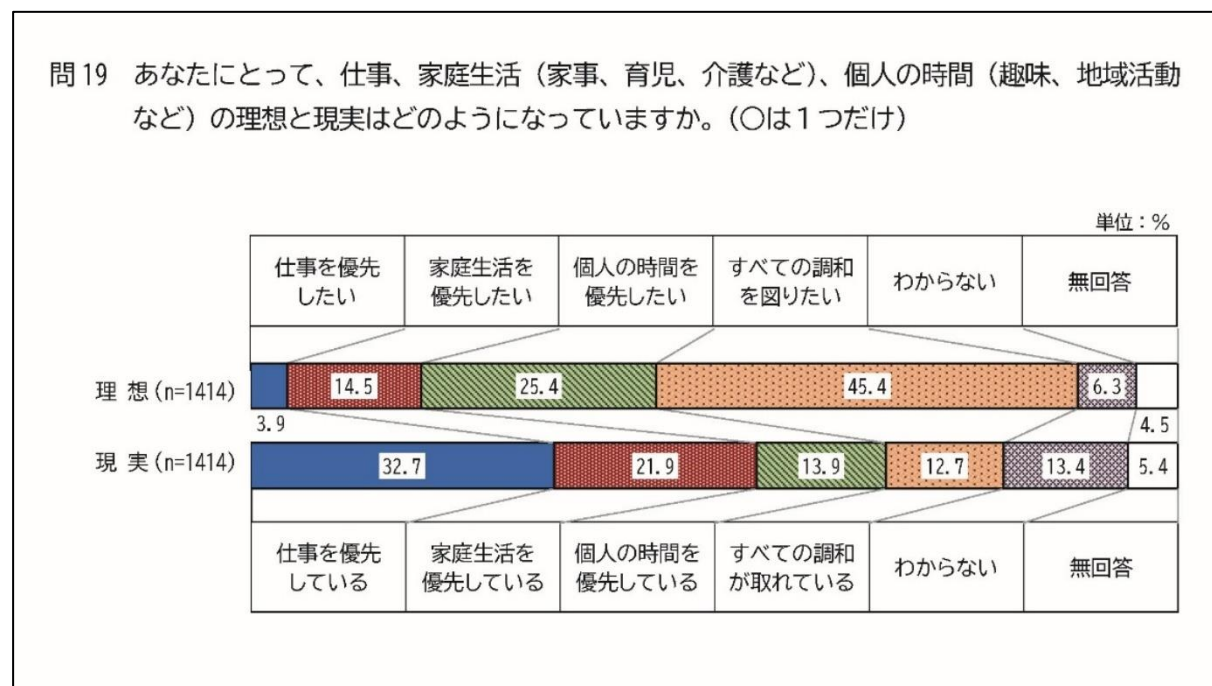 問19 あなたにとって、仕事、家庭生活（家事、育児、介護など）、個人の時間（趣味、地域活動
など）の理想と現実はどのようになっていますか。（○は１つだけ）
単位：％
仕事を優先
したい
家庭生活を
優先したい
個人の時間を
優先したい
すべての調和
を図りたい
わからない
無回答
理 想(n=1414)
3.9
14.5
25.4
45.4
6.3
4.5
現 実(n=1414)
32.7
21.9
13.9
12.7
13.4
5.4
仕事を優先
している
家庭生活を
優先している
個人の時間を
優先している
すべての調和
が取れている
わからない
無回答